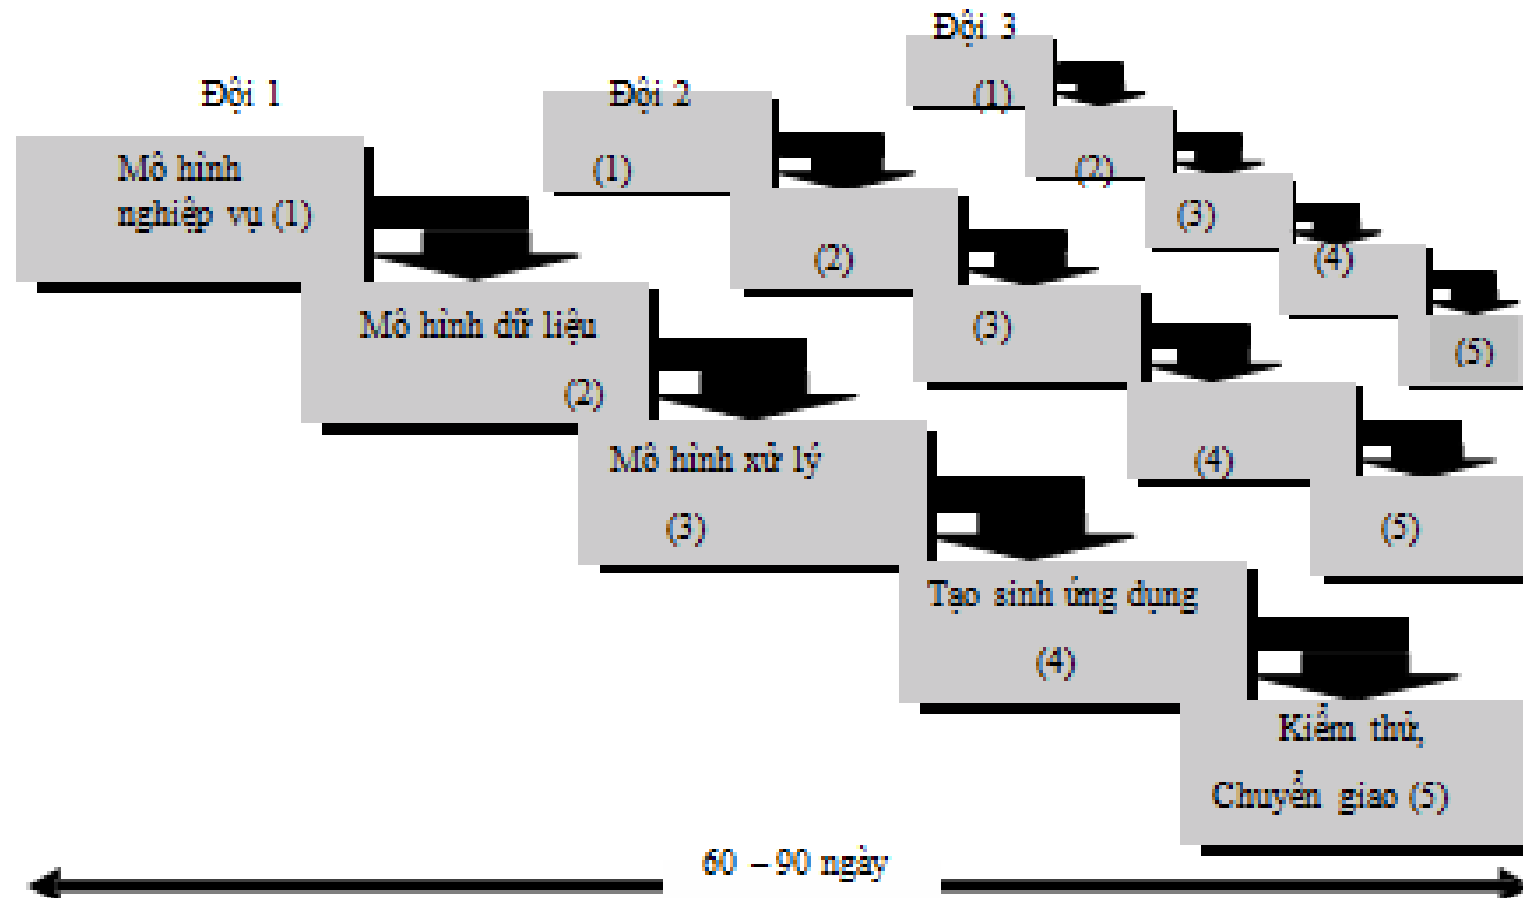 Đội 1
Mô hình
nghiệp vụ (1)
Mô hình dữ liệu
(2)
Mô hình xử lý
(3)
Tạo sinh ứng dụng
(4)
Kiểm thử,
Chuyển giao (5)
Đội 2
(1)
(2)
(3)
(4)
(5)
Đội 3
(1)
(2)
(3)
(4)
(5)
60 – 90 ngày